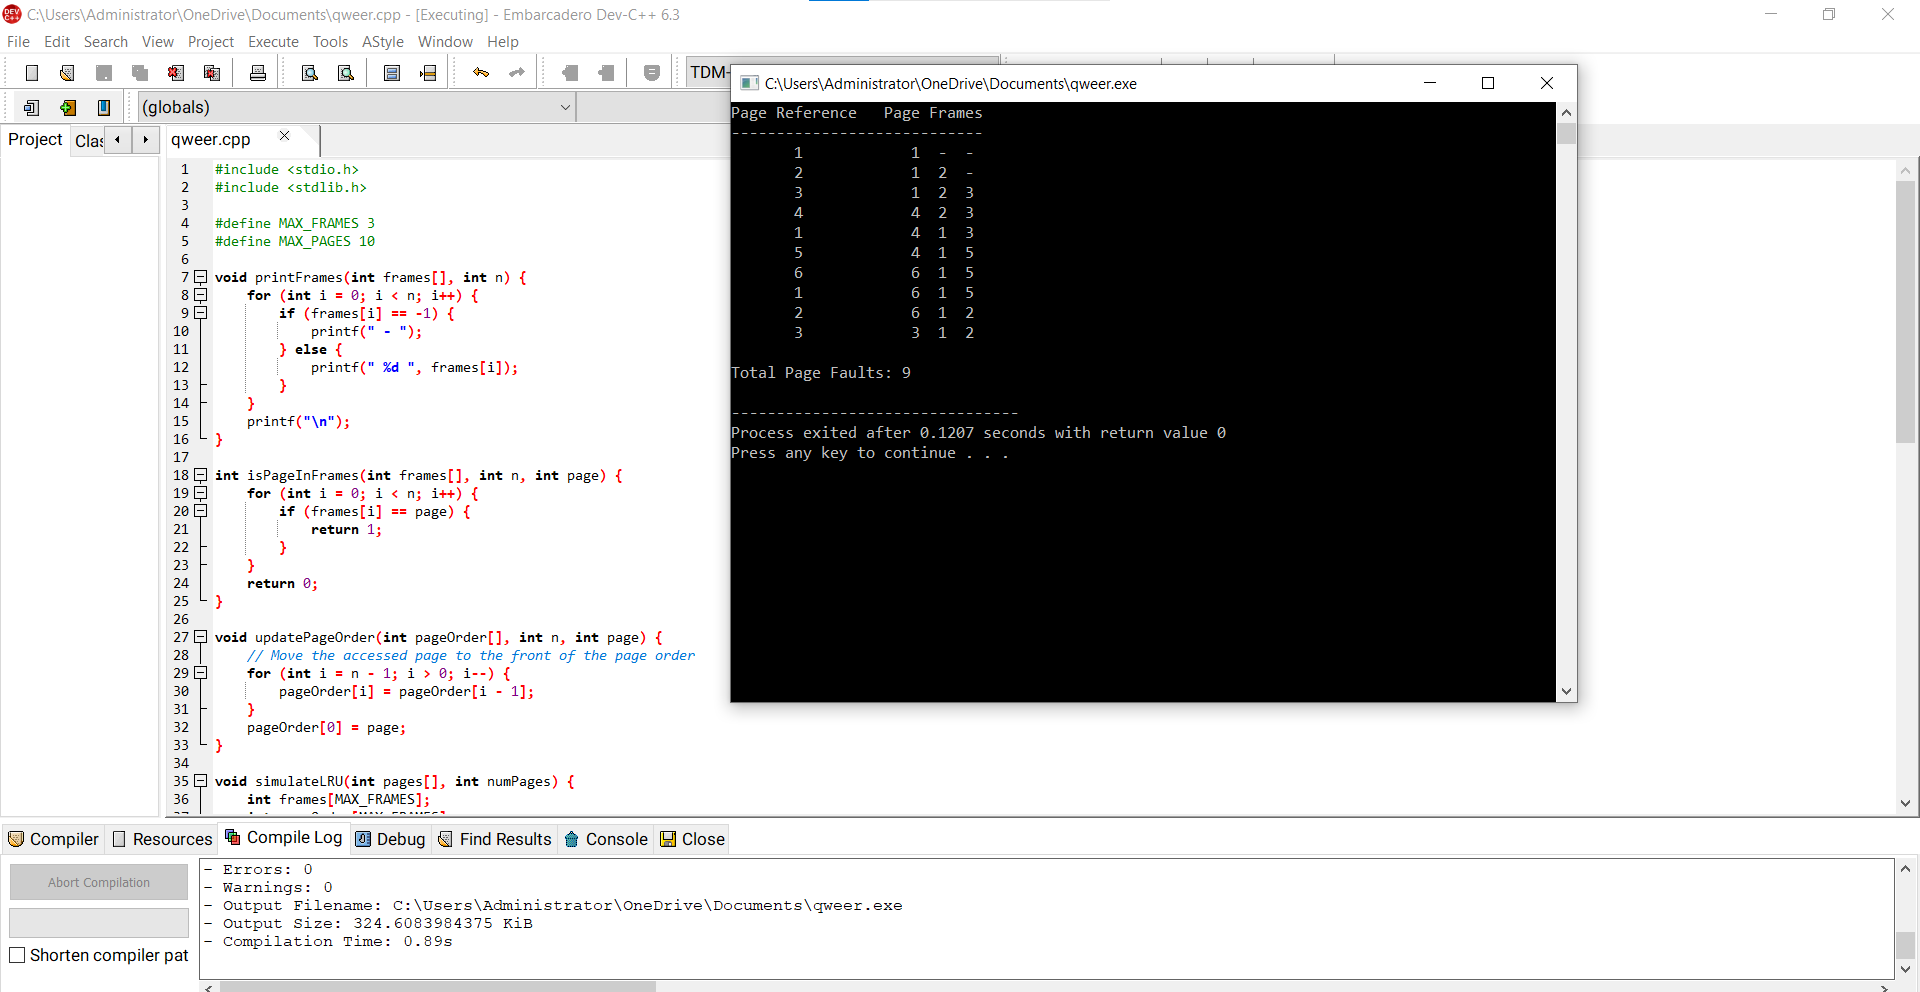 C:\Users\Administrator\OneDrive\Documents\qweer.cpp - [Executing] - Embarcadero Dev-C++ 6.3
File Edit Search View Project Execute Tools AStyle Window Help
TDM-
(globals)
Project Clas
qweer.cpp
1 #include <stdio.h>
2 #include <stdlib.h>
3
4 #define MAX_FRAMES 3
5 #define MAX_PAGES 10
6
7 void printFrames(int frames[], int n) {
8     for (int i = 0; i < n; i++) {
9         if (frames[i] == -1) {
10             printf(" - ");
11         } else {
12             printf(" %d ", frames[i]);
13         }
14     }
15     printf("\n");
16 }
17
18 int isPageInFrames(int frames[], int n, int page) {
19     for (int i = 0; i < n; i++) {
20         if (frames[i] == page) {
21             return 1;
22         }
23     }
24     return 0;
25 }
26
27 void updatePageOrder(int pageOrder[], int n, int page) {
28     // Move the accessed page to the front of the page order
29     for (int i = n - 1; i > 0; i--) {
30         pageOrder[i] = pageOrder[i - 1];
31     }
32     pageOrder[0] = page;
33 }
34
35 void simulateLRU(int pages[], int numPages) {
36     int frames[MAX_FRAMES];
C:\Users\Administrator\OneDrive\Documents\qweer.exe
Page Reference   Page Frames
----------------------------
1 1 - -
2 1 2 -
3 1 2 3
4 4 2 3
1 4 1 3
5 4 1 5
6 6 1 5
1 6 1 5
2 6 1 2
3 3 1 2
Total Page Faults: 9
--------------------------------
Process exited after 0.1207 seconds with return value 0
Press any key to continue . . .
Compiler Resources Compile Log Debug Find Results Console Close
Abort Compilation
Shorten compiler pat
- Errors: 0
- Warnings: 0
- Output Filename: C:\Users\Administrator\OneDrive\Documents\qweer.exe
- Output Size: 324.6083984375 KiB
- Compilation Time: 0.89s